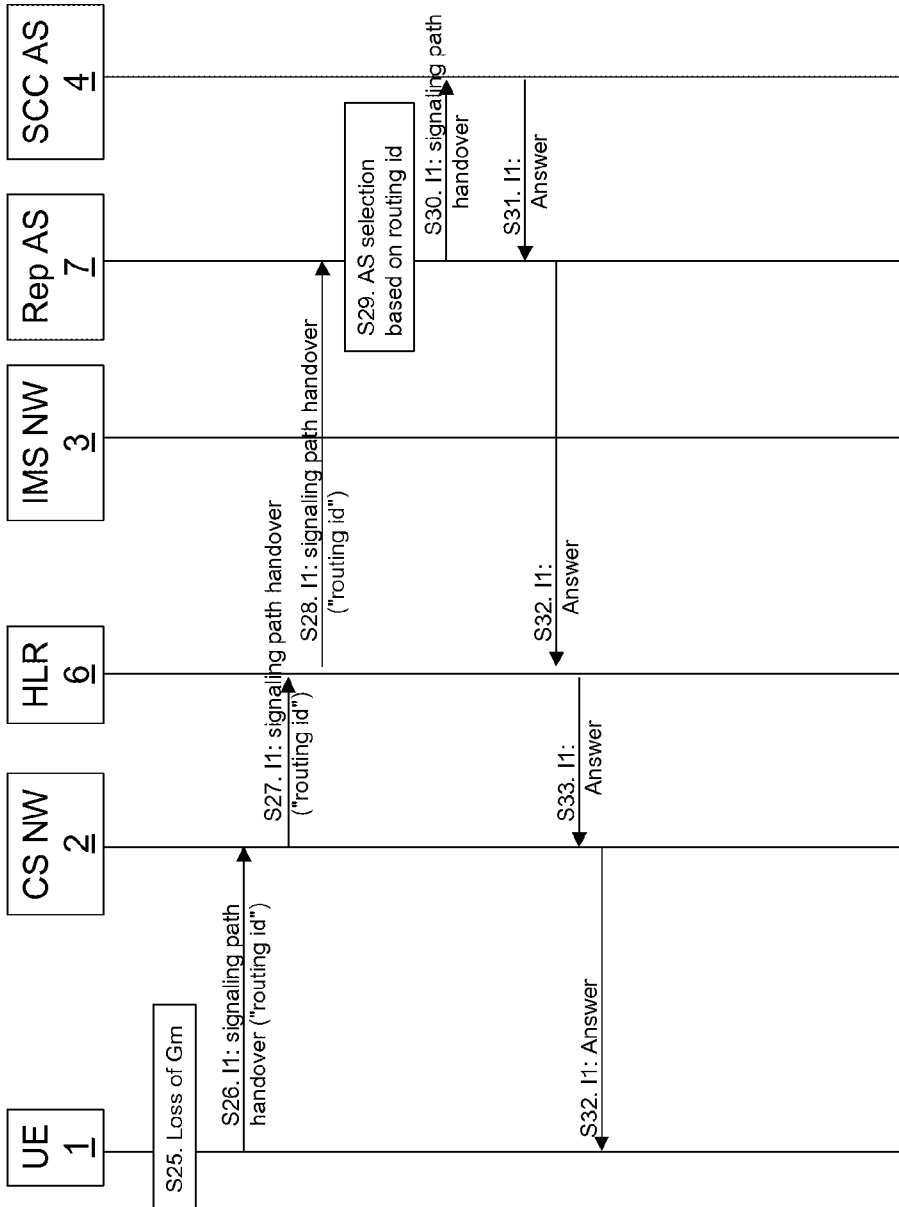 UE
1
CS NW
2
HLR
6
IMS NW
3
Rep AS
7
SCC AS
4
S25. Loss of Gm
S26. I1: signaling path
handover ("routing id")
S27. I1: signaling path handover
("routing id")
S28. I1: signaling path handover
("routing id")
S29. AS selection
based on routing id
S30. I1: signaling path
handover
S31. I1:
Answer
S32. I1:
Answer
S33. I1:
Answer
S32. I1: Answer